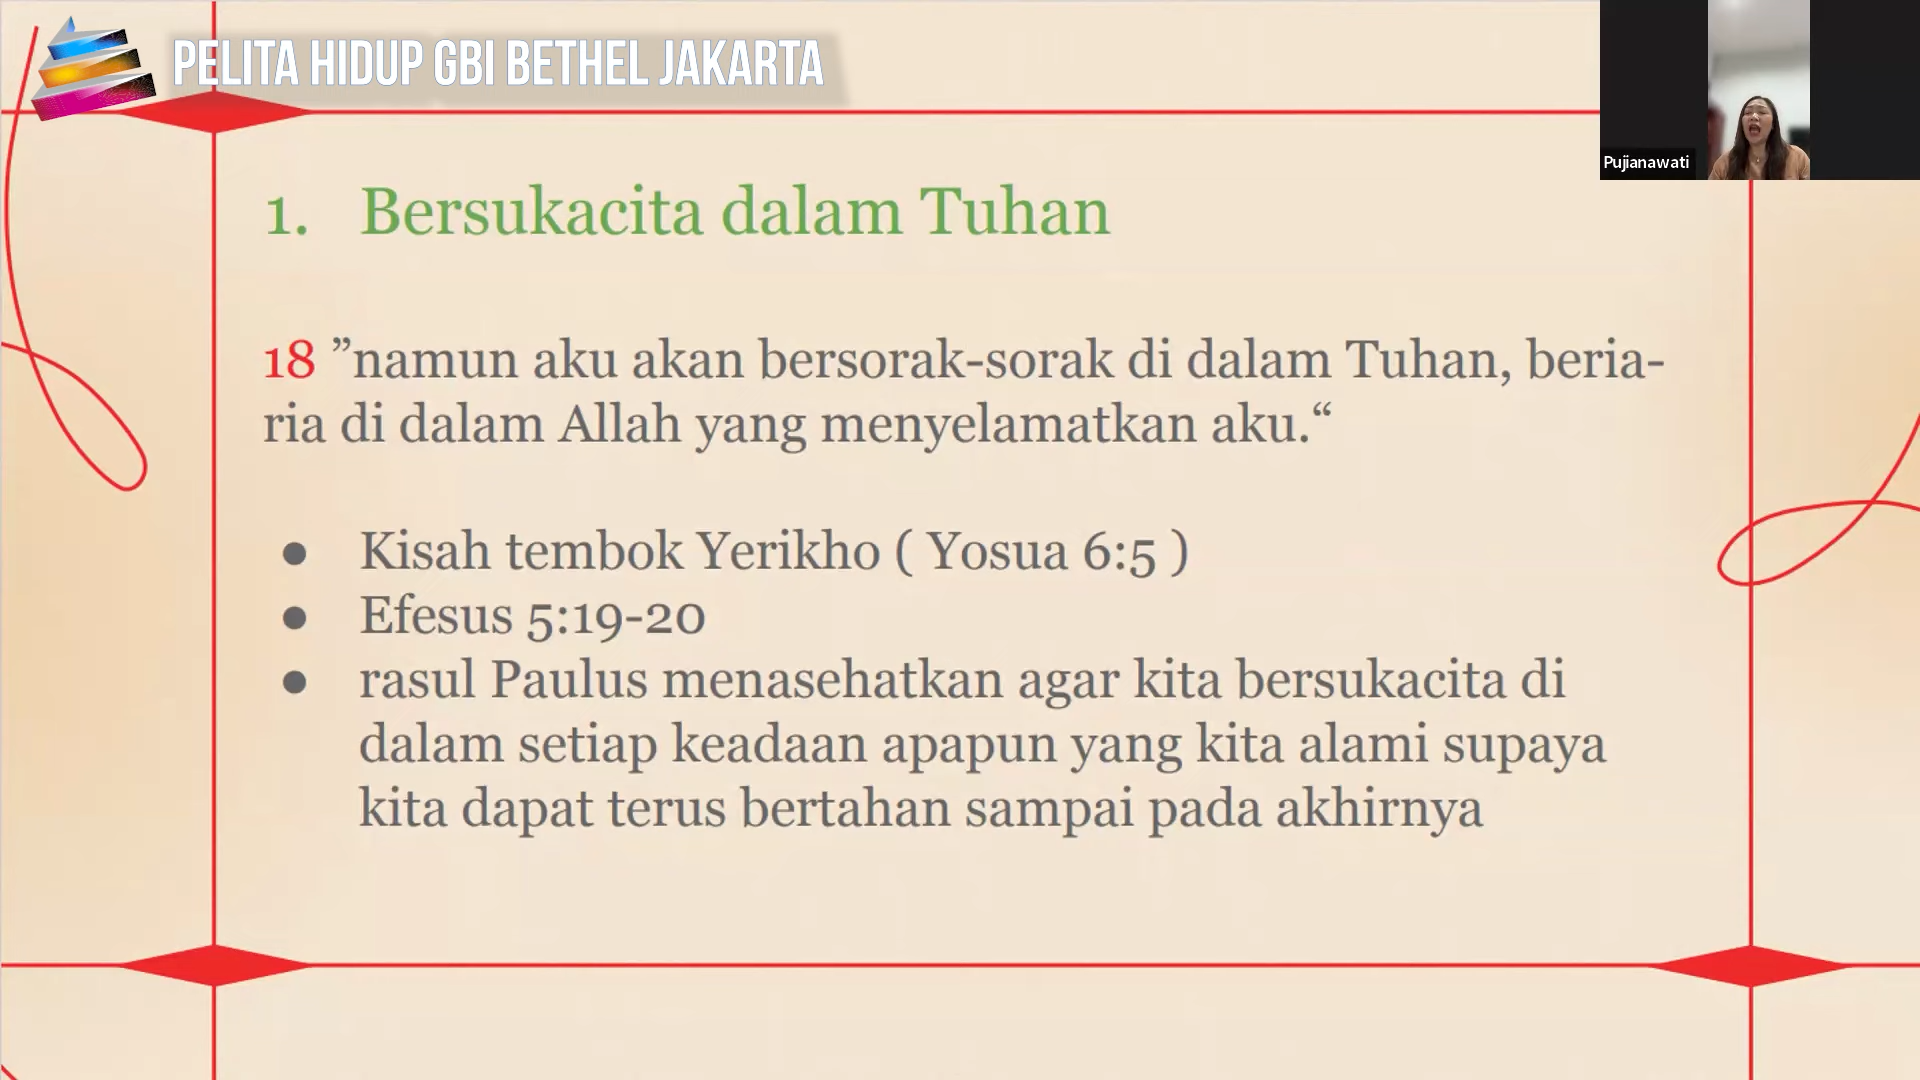 PELITA HIDUP GBI BETHEL JAKARTA
Pujianawati
1. Bersukacita dalam Tuhan
18 ”namun aku akan bersorak-sorak di dalam Tuhan, beria-
ria di dalam Allah yang menyelamatkan aku.“
● Kisah tembok Yerikho ( Yosua 6:5 )
● Efesus 5:19-20
● rasul Paulus menasehatkan agar kita bersukacita di
dalam setiap keadaan apapun yang kita alami supaya
kita dapat terus bertahan sampai pada akhirnya